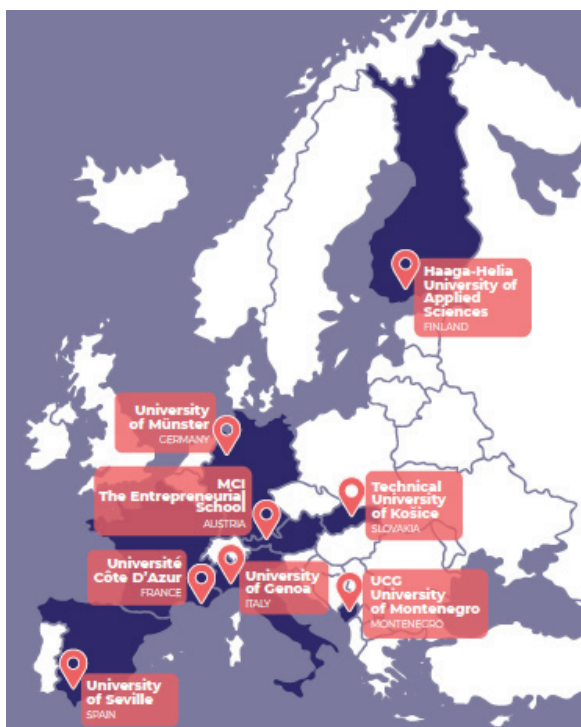 Haaga-Helia
University of
Applied
Sciences
FINLAND
University
of Münster
GERMANY
MCI
The Entrepreneurial
School
AUSTRIA
Technical
University
of Košice
SLOVAKIA
Université
Côte D'Azur
FRANCE
University
of Genoa
ITALY
UCG
University
of Montenegro
MONTENEGRO
University
of Seville
SPAIN